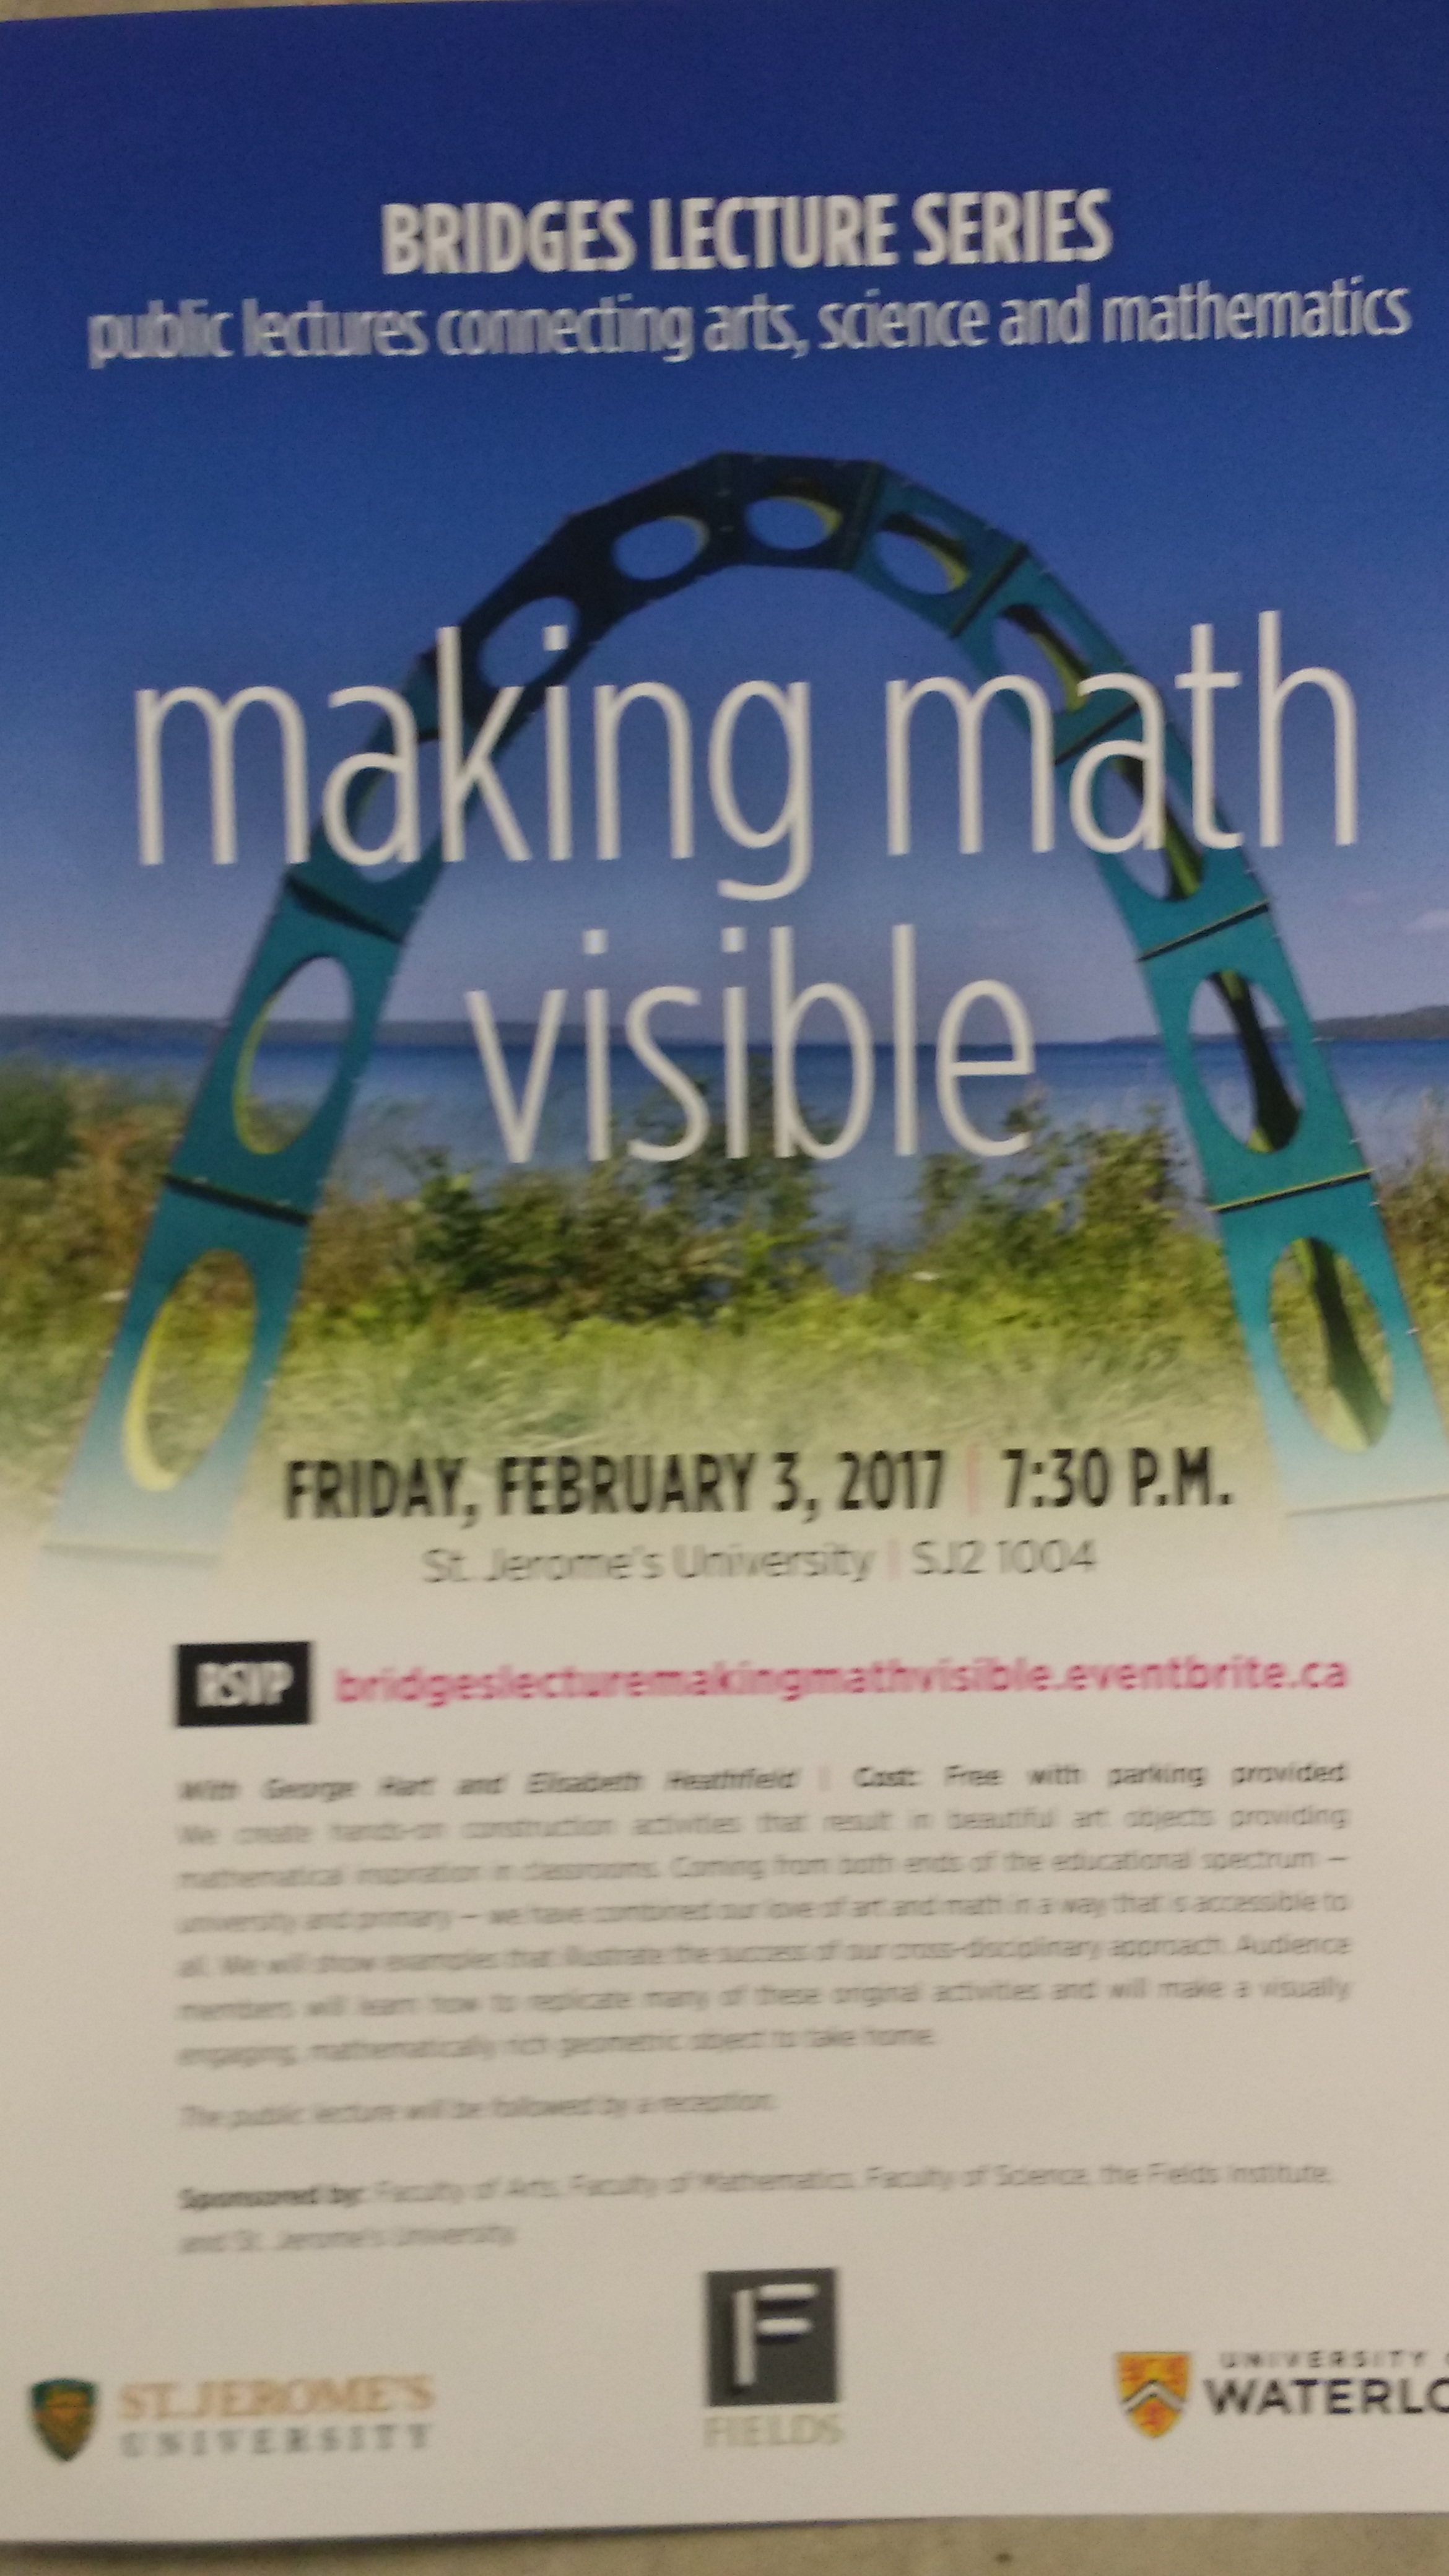 BRIDGES LECTURE SERIES
public lectures connecting arts, science and mathematics
making math
visible
FRIDAY, FEBRUARY 3, 2017 | 7:30 P.M.
St. Jerome's University | SJ2 1004
RSVP bridgeslecturemakingmathvisible.eventbrite.ca
With George Hart and Elisabeth Heathfield | Cost: Free with parking provided
We create hands-on construction activities that result in beautiful art objects providing
mathematical inspiration in classrooms. Coming from both ends of the educational spectrum –
university and primary – we have combined our love of art and math in a way that is accessible to
all. We will show examples that illustrate the success of our cross-disciplinary approach. Audience
members will learn how to replicate many of these original activities and will make a visually
engaging, mathematically rich geometric object to take home.
The public lecture will be followed by a reception.
Sponsored by: Faculty of Arts, Faculty of Mathematics, Faculty of Science, the Fields Institute,
and St. Jerome's University
F
FIELDS
ST. JEROME'S
UNIVERSITY
UNIVERSITY
WATERLO